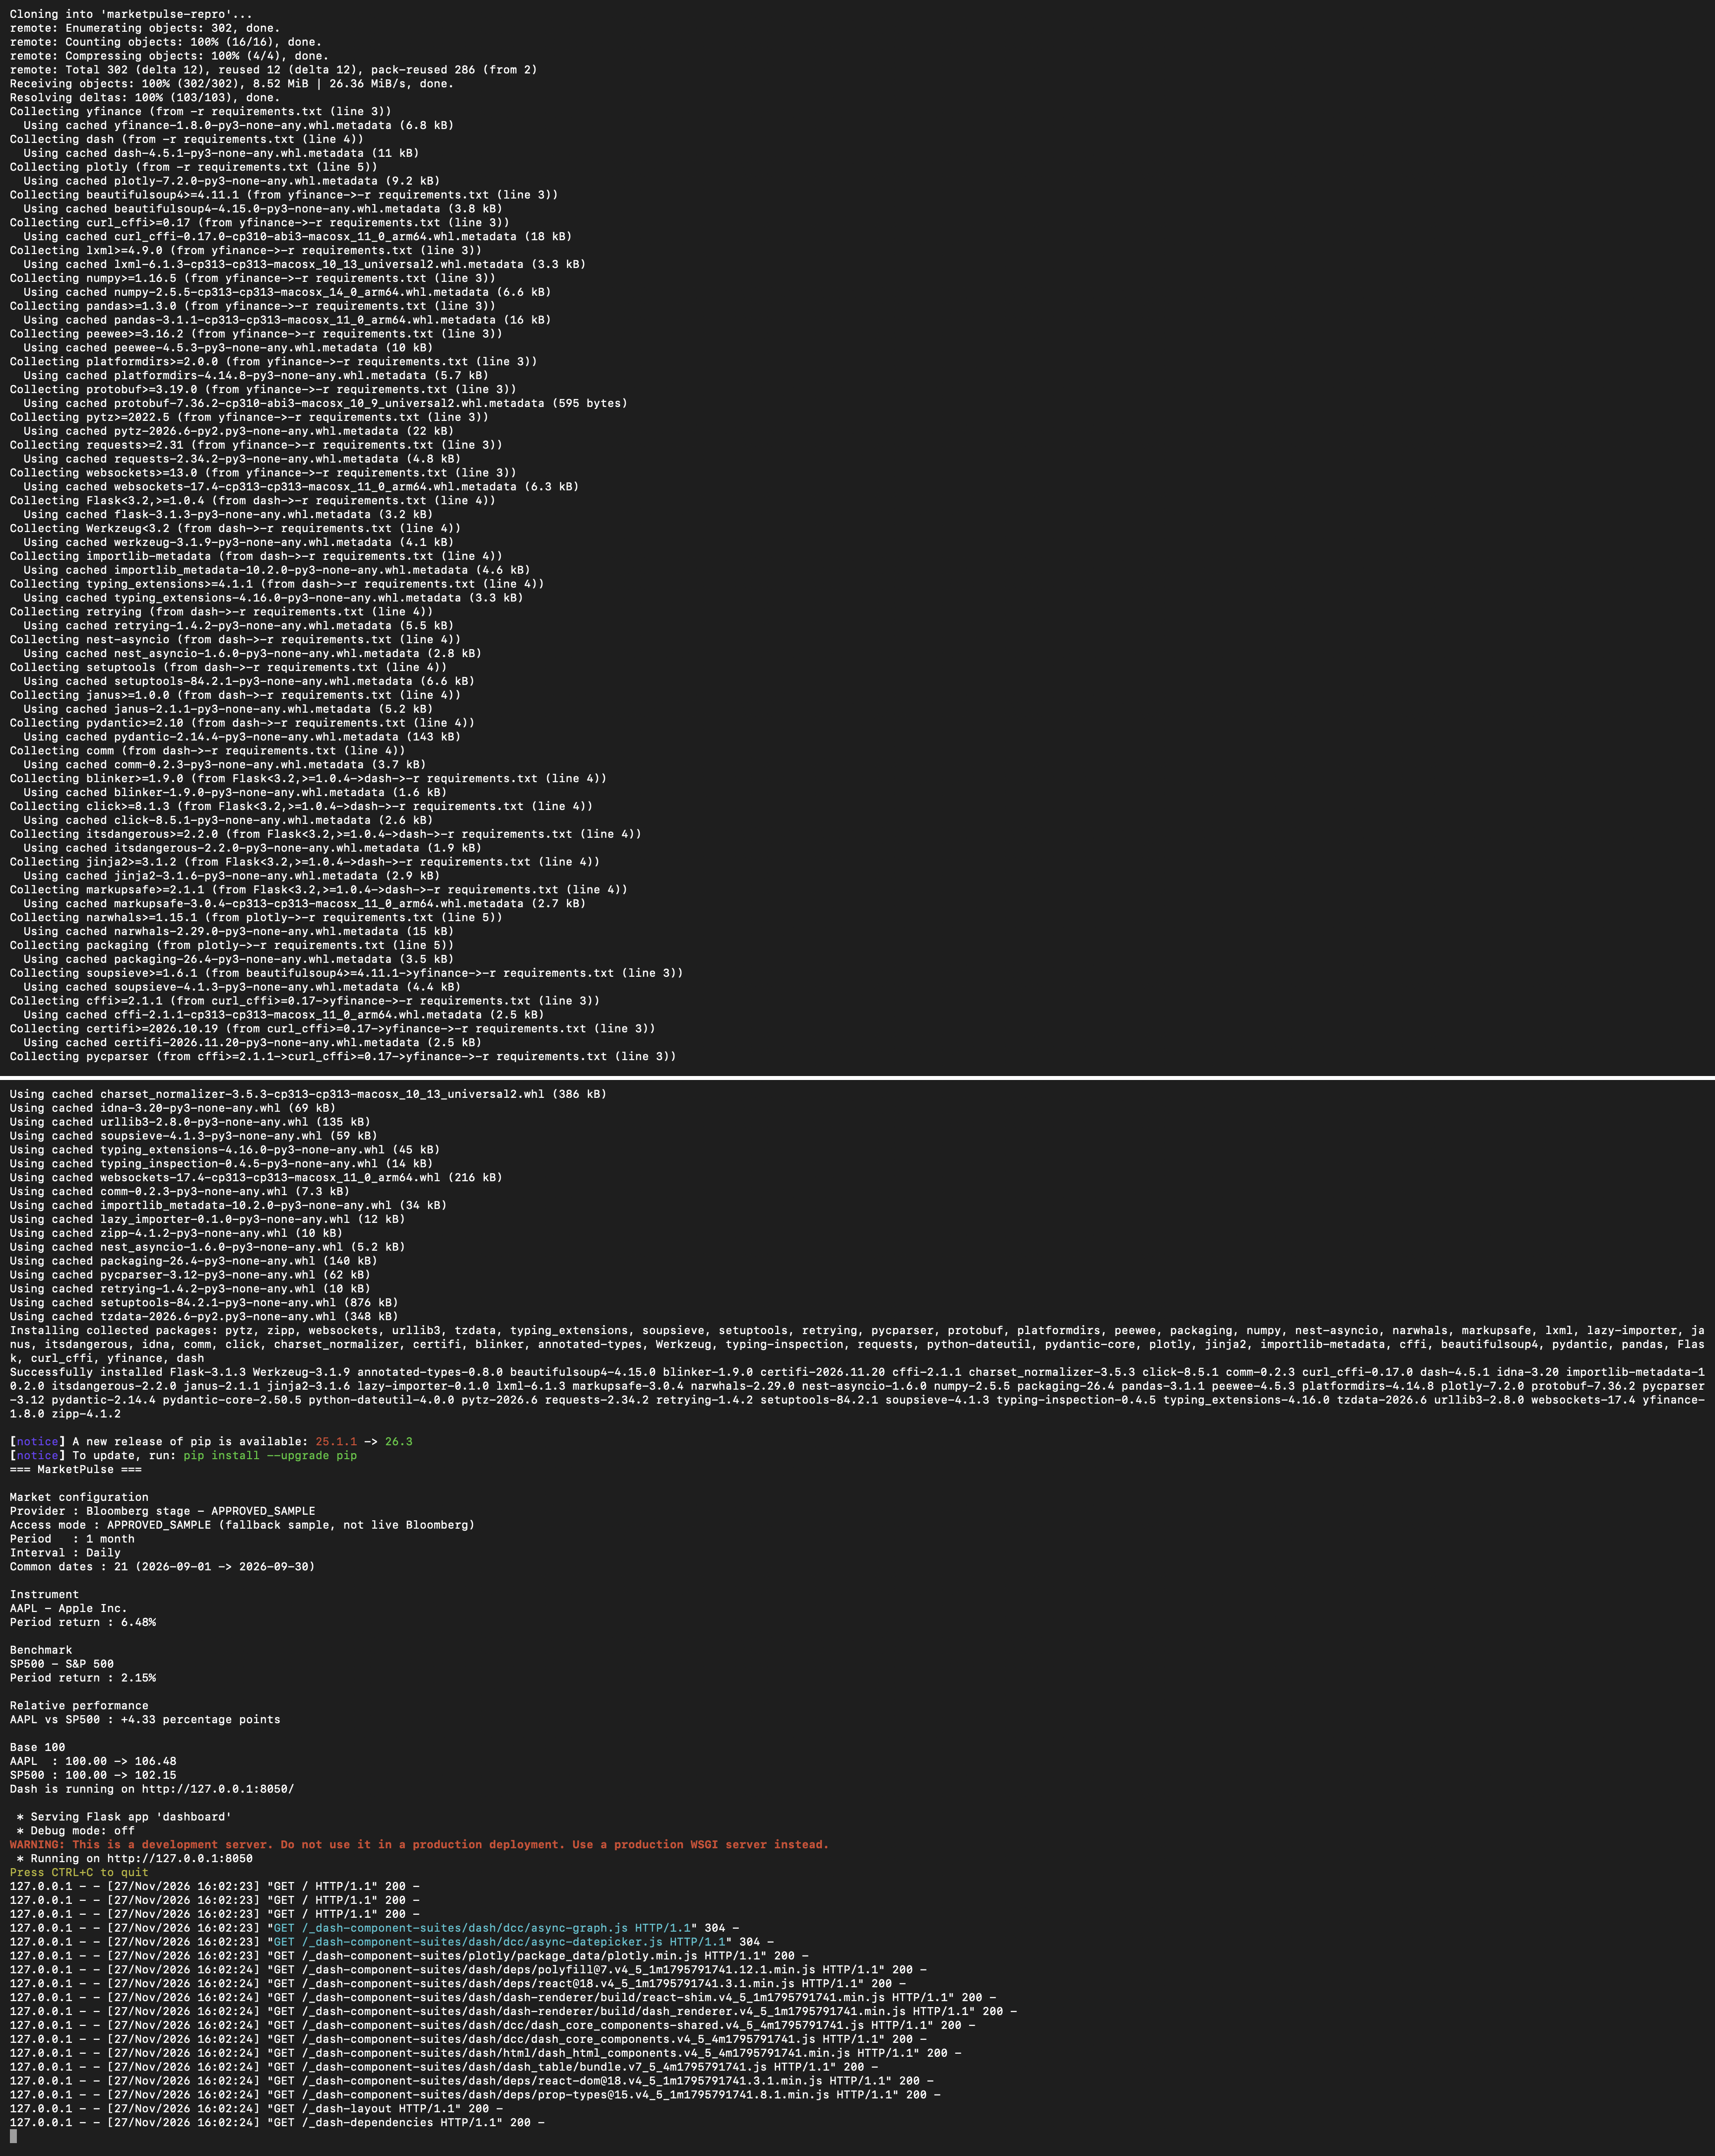 Cloning into 'marketpulse-repro'...
remote: Enumerating objects: 302, done.
remote: Counting objects: 100% (16/16), done.
remote: Compressing objects: 100% (4/4), done.
remote: Total 302 (delta 12), reused 12 (delta 12), pack-reused 286 (from 2)
Receiving objects: 100% (302/302), 8.52 MiB | 26.36 MiB/s, done.
Resolving deltas: 100% (103/103), done.
Collecting yfinance (from -r requirements.txt (line 3))
  Using cached yfinance-1.8.0-py3-none-any.whl.metadata (6.8 kB)
Collecting dash (from -r requirements.txt (line 4))
  Using cached dash-4.5.1-py3-none-any.whl.metadata (11 kB)
Collecting plotly (from -r requirements.txt (line 5))
  Using cached plotly-7.2.0-py3-none-any.whl.metadata (9.2 kB)
Collecting beautifulsoup4>=4.11.1 (from yfinance->-r requirements.txt (line 3))
  Using cached beautifulsoup4-4.15.0-py3-none-any.whl.metadata (3.8 kB)
Collecting curl_cffi>=0.17 (from yfinance->-r requirements.txt (line 3))
  Using cached curl_cffi-0.17.0-cp310-abi3-macosx_11_0_arm64.whl.metadata (18 kB)
Collecting lxml>=4.9.0 (from yfinance->-r requirements.txt (line 3))
  Using cached lxml-6.1.3-cp313-cp313-macosx_10_13_universal2.whl.metadata (3.3 kB)
Collecting numpy>=1.16.5 (from yfinance->-r requirements.txt (line 3))
  Using cached numpy-2.5.5-cp313-cp313-macosx_14_0_arm64.whl.metadata (6.6 kB)
Collecting pandas>=1.3.0 (from yfinance->-r requirements.txt (line 3))
  Using cached pandas-3.1.1-cp313-cp313-macosx_11_0_arm64.whl.metadata (16 kB)
Collecting peewee>=3.16.2 (from yfinance->-r requirements.txt (line 3))
  Using cached peewee-4.5.3-py3-none-any.whl.metadata (10 kB)
Collecting platformdirs>=2.0.0 (from yfinance->-r requirements.txt (line 3))
  Using cached platformdirs-4.14.8-py3-none-any.whl.metadata (5.7 kB)
Collecting protobuf>=3.19.0 (from yfinance->-r requirements.txt (line 3))
  Using cached protobuf-7.36.2-cp310-abi3-macosx_10_9_universal2.whl.metadata (595 bytes)
Collecting pytz>=2022.5 (from yfinance->-r requirements.txt (line 3))
  Using cached pytz-2026.6-py2.py3-none-any.whl.metadata (22 kB)
Collecting requests>=2.31 (from yfinance->-r requirements.txt (line 3))
  Using cached requests-2.34.2-py3-none-any.whl.metadata (4.8 kB)
Collecting websockets>=13.0 (from yfinance->-r requirements.txt (line 3))
  Using cached websockets-17.4-cp313-cp313-macosx_11_0_arm64.whl.metadata (6.3 kB)
Collecting Flask<3.2,>=1.0.4 (from dash->-r requirements.txt (line 4))
  Using cached flask-3.1.3-py3-none-any.whl.metadata (3.2 kB)
Collecting Werkzeug<3.2 (from dash->-r requirements.txt (line 4))
  Using cached werkzeug-3.1.9-py3-none-any.whl.metadata (4.1 kB)
Collecting importlib-metadata (from dash->-r requirements.txt (line 4))
  Using cached importlib_metadata-10.2.0-py3-none-any.whl.metadata (4.6 kB)
Collecting typing_extensions>=4.1.1 (from dash->-r requirements.txt (line 4))
  Using cached typing_extensions-4.16.0-py3-none-any.whl.metadata (3.3 kB)
Collecting retrying (from dash->-r requirements.txt (line 4))
  Using cached retrying-1.4.2-py3-none-any.whl.metadata (5.5 kB)
Collecting nest-asyncio (from dash->-r requirements.txt (line 4))
  Using cached nest_asyncio-1.6.0-py3-none-any.whl.metadata (2.8 kB)
Collecting setuptools (from dash->-r requirements.txt (line 4))
  Using cached setuptools-84.2.1-py3-none-any.whl.metadata (6.6 kB)
Collecting janus>=1.0.0 (from dash->-r requirements.txt (line 4))
  Using cached janus-2.1.1-py3-none-any.whl.metadata (5.2 kB)
Collecting pydantic>=2.10 (from dash->-r requirements.txt (line 4))
  Using cached pydantic-2.14.4-py3-none-any.whl.metadata (143 kB)
Collecting comm (from dash->-r requirements.txt (line 4))
  Using cached comm-0.2.3-py3-none-any.whl.metadata (3.7 kB)
Collecting blinker>=1.9.0 (from Flask<3.2,>=1.0.4->dash->-r requirements.txt (line 4))
  Using cached blinker-1.9.0-py3-none-any.whl.metadata (1.6 kB)
Collecting click>=8.1.3 (from Flask<3.2,>=1.0.4->dash->-r requirements.txt (line 4))
  Using cached click-8.5.1-py3-none-any.whl.metadata (2.6 kB)
Collecting itsdangerous>=2.2.0 (from Flask<3.2,>=1.0.4->dash->-r requirements.txt (line 4))
  Using cached itsdangerous-2.2.0-py3-none-any.whl.metadata (1.9 kB)
Collecting jinja2>=3.1.2 (from Flask<3.2,>=1.0.4->dash->-r requirements.txt (line 4))
  Using cached jinja2-3.1.6-py3-none-any.whl.metadata (2.9 kB)
Collecting markupsafe>=2.1.1 (from Flask<3.2,>=1.0.4->dash->-r requirements.txt (line 4))
  Using cached markupsafe-3.0.4-cp313-cp313-macosx_11_0_arm64.whl.metadata (2.7 kB)
Collecting narwhals>=1.15.1 (from plotly->-r requirements.txt (line 5))
  Using cached narwhals-2.29.0-py3-none-any.whl.metadata (15 kB)
Collecting packaging (from plotly->-r requirements.txt (line 5))
  Using cached packaging-26.4-py3-none-any.whl.metadata (3.5 kB)
Collecting soupsieve>=1.6.1 (from beautifulsoup4>=4.11.1->yfinance->-r requirements.txt (line 3))
  Using cached soupsieve-4.1.3-py3-none-any.whl.metadata (4.4 kB)
Collecting cffi>=2.1.1 (from curl_cffi>=0.17->yfinance->-r requirements.txt (line 3))
  Using cached cffi-2.1.1-cp313-cp313-macosx_11_0_arm64.whl.metadata (2.5 kB)
Collecting certifi>=2026.10.19 (from curl_cffi>=0.17->yfinance->-r requirements.txt (line 3))
  Using cached certifi-2026.11.20-py3-none-any.whl.metadata (2.5 kB)
Collecting pycparser (from cffi>=2.1.1->curl_cffi>=0.17->yfinance->-r requirements.txt (line 3))
Using cached charset_normalizer-3.5.3-cp313-cp313-macosx_10_13_universal2.whl (386 kB)
Using cached idna-3.20-py3-none-any.whl (69 kB)
Using cached urllib3-2.8.0-py3-none-any.whl (135 kB)
Using cached soupsieve-4.1.3-py3-none-any.whl (59 kB)
Using cached typing_extensions-4.16.0-py3-none-any.whl (45 kB)
Using cached typing_inspection-0.4.5-py3-none-any.whl (14 kB)
Using cached websockets-17.4-cp313-cp313-macosx_11_0_arm64.whl (216 kB)
Using cached comm-0.2.3-py3-none-any.whl (7.3 kB)
Using cached importlib_metadata-10.2.0-py3-none-any.whl (34 kB)
Using cached lazy_importer-0.1.0-py3-none-any.whl (12 kB)
Using cached zipp-4.1.2-py3-none-any.whl (10 kB)
Using cached nest_asyncio-1.6.0-py3-none-any.whl (5.2 kB)
Using cached packaging-26.4-py3-none-any.whl (140 kB)
Using cached pycparser-3.12-py3-none-any.whl (62 kB)
Using cached retrying-1.4.2-py3-none-any.whl (10 kB)
Using cached setuptools-84.2.1-py3-none-any.whl (876 kB)
Using cached tzdata-2026.6-py2.py3-none-any.whl (348 kB)
Installing collected packages: pytz, zipp, websockets, urllib3, tzdata, typing_extensions, soupsieve, setuptools, retrying, pycparser, protobuf, platformdirs, peewee, packaging, numpy, nest-asyncio, narwhals, markupsafe, lxml, lazy-importer, ja
nus, itsdangerous, idna, comm, click, charset_normalizer, certifi, blinker, annotated-types, Werkzeug, typing-inspection, requests, python-dateutil, pydantic-core, plotly, jinja2, importlib-metadata, cffi, beautifulsoup4, pydantic, pandas, Flas
k, curl_cffi, yfinance, dash
Successfully installed Flask-3.1.3 Werkzeug-3.1.9 annotated-types-0.8.0 beautifulsoup4-4.15.0 blinker-1.9.0 certifi-2026.11.20 cffi-2.1.1 charset_normalizer-3.5.3 click-8.5.1 comm-0.2.3 curl_cffi-0.17.0 dash-4.5.1 idna-3.20 importlib-metadata-1
0.2.0 itsdangerous-2.2.0 janus-2.1.1 jinja2-3.1.6 lazy-importer-0.1.0 lxml-6.1.3 markupsafe-3.0.4 narwhals-2.29.0 nest-asyncio-1.6.0 numpy-2.5.5 packaging-26.4 pandas-3.1.1 peewee-4.5.3 platformdirs-4.14.8 plotly-7.2.0 protobuf-7.36.2 pycparser
-3.12 pydantic-2.14.4 pydantic-core-2.50.5 python-dateutil-4.0.0 pytz-2026.6 requests-2.34.2 retrying-1.4.2 setuptools-84.2.1 soupsieve-4.1.3 typing-inspection-0.4.5 typing_extensions-4.16.0 tzdata-2026.6 urllib3-2.8.0 websockets-17.4 yfinance-
1.8.0 zipp-4.1.2
[notice] A new release of pip is available: 25.1.1 -> 26.3
[notice] To update, run: pip install --upgrade pip
=== MarketPulse ===
Market configuration
Provider : Bloomberg stage - APPROVED_SAMPLE
Access mode : APPROVED_SAMPLE (fallback sample, not live Bloomberg)
Period   : 1 month
Interval : Daily
Common dates : 21 (2026-09-01 -> 2026-09-30)
Instrument
AAPL - Apple Inc.
Period return : 6.48%
Benchmark
SP500 - S&P 500
Period return : 2.15%
Relative performance
AAPL vs SP500 : +4.33 percentage points
Base 100
AAPL  : 100.00 -> 106.48
SP500 : 100.00 -> 102.15
Dash is running on http://127.0.0.1:8050/
 * Serving Flask app 'dashboard'
 * Debug mode: off
WARNING: This is a development server. Do not use it in a production deployment. Use a production WSGI server instead.
 * Running on http://127.0.0.1:8050
Press CTRL+C to quit
127.0.0.1 - - [27/Nov/2026 16:02:23] "GET / HTTP/1.1" 200 -
127.0.0.1 - - [27/Nov/2026 16:02:23] "GET / HTTP/1.1" 200 -
127.0.0.1 - - [27/Nov/2026 16:02:23] "GET / HTTP/1.1" 200 -
127.0.0.1 - - [27/Nov/2026 16:02:23] "GET /_dash-component-suites/dash/dcc/async-graph.js HTTP/1.1" 304 -
127.0.0.1 - - [27/Nov/2026 16:02:23] "GET /_dash-component-suites/dash/dcc/async-datepicker.js HTTP/1.1" 304 -
127.0.0.1 - - [27/Nov/2026 16:02:23] "GET /_dash-component-suites/plotly/package_data/plotly.min.js HTTP/1.1" 200 -
127.0.0.1 - - [27/Nov/2026 16:02:24] "GET /_dash-component-suites/dash/deps/polyfill@7.v4_5_1m1795791741.12.1.min.js HTTP/1.1" 200 -
127.0.0.1 - - [27/Nov/2026 16:02:24] "GET /_dash-component-suites/dash/deps/react@18.v4_5_1m1795791741.3.1.min.js HTTP/1.1" 200 -
127.0.0.1 - - [27/Nov/2026 16:02:24] "GET /_dash-component-suites/dash/dash-renderer/build/react-shim.v4_5_1m1795791741.min.js HTTP/1.1" 200 -
127.0.0.1 - - [27/Nov/2026 16:02:24] "GET /_dash-component-suites/dash/dash-renderer/build/dash_renderer.v4_5_1m1795791741.min.js HTTP/1.1" 200 -
127.0.0.1 - - [27/Nov/2026 16:02:24] "GET /_dash-component-suites/dash/dcc/dash_core_components-shared.v4_5_4m1795791741.js HTTP/1.1" 200 -
127.0.0.1 - - [27/Nov/2026 16:02:24] "GET /_dash-component-suites/dash/dcc/dash_core_components.v4_5_4m1795791741.js HTTP/1.1" 200 -
127.0.0.1 - - [27/Nov/2026 16:02:24] "GET /_dash-component-suites/dash/html/dash_html_components.v4_5_4m1795791741.min.js HTTP/1.1" 200 -
127.0.0.1 - - [27/Nov/2026 16:02:24] "GET /_dash-component-suites/dash/dash_table/bundle.v7_5_4m1795791741.js HTTP/1.1" 200 -
127.0.0.1 - - [27/Nov/2026 16:02:24] "GET /_dash-component-suites/dash/deps/react-dom@18.v4_5_1m1795791741.3.1.min.js HTTP/1.1" 200 -
127.0.0.1 - - [27/Nov/2026 16:02:24] "GET /_dash-component-suites/dash/deps/prop-types@15.v4_5_1m1795791741.8.1.min.js HTTP/1.1" 200 -
127.0.0.1 - - [27/Nov/2026 16:02:24] "GET /_dash-layout HTTP/1.1" 200 -
127.0.0.1 - - [27/Nov/2026 16:02:24] "GET /_dash-dependencies HTTP/1.1" 200 -